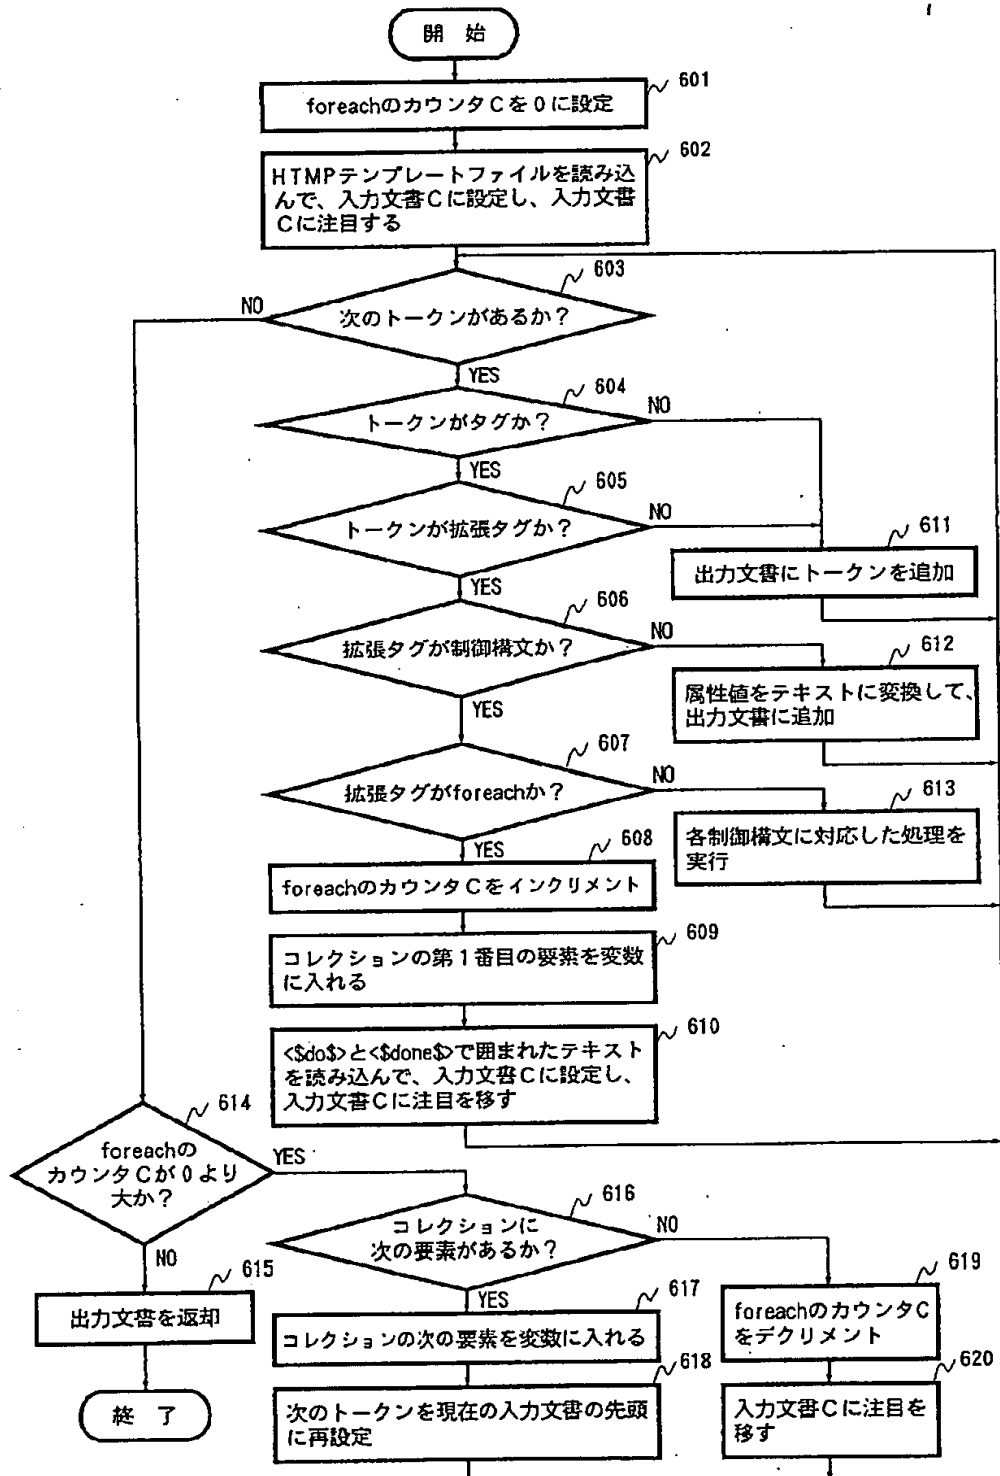 開 始
601
foreachのカウンタCを0に設定
602
HTMPテンプレートファイルを読み込
んで、入力文書Cに設定し、入力文書
Cに注目する
603
次のトークンがあるか？
NO
YES
604
トークンがタグか？
NO
YES
605
トークンが拡張タグか？
NO
YES
611
出力文書にトークンを追加
606
拡張タグが制御構文か？
NO
YES
612
属性値をテキストに変換して、
出力文書に追加
607
拡張タグがforeachか？
NO
YES
613
各制御構文に対応した処理を
実行
608
foreachのカウンタCをインクリメント
609
コレクションの第1番目の要素を変数
に入れる
610
<$do$>と<$done$>で囲まれたテキスト
を読み込んで、入力文書Cに設定し、
入力文書Cに注目を移す
614
foreachの
カウンタCが0より
大か？
YES
NO
616
コレクションに
次の要素があるか？
NO
YES
615
出力文書を返却
617
コレクションの次の要素を変数に入れる
619
foreachのカウンタC
をデクリメント
618
次のトークンを現在の入力文書の先頭
に再設定
620
入力文書Cに注目を
移す
終 了